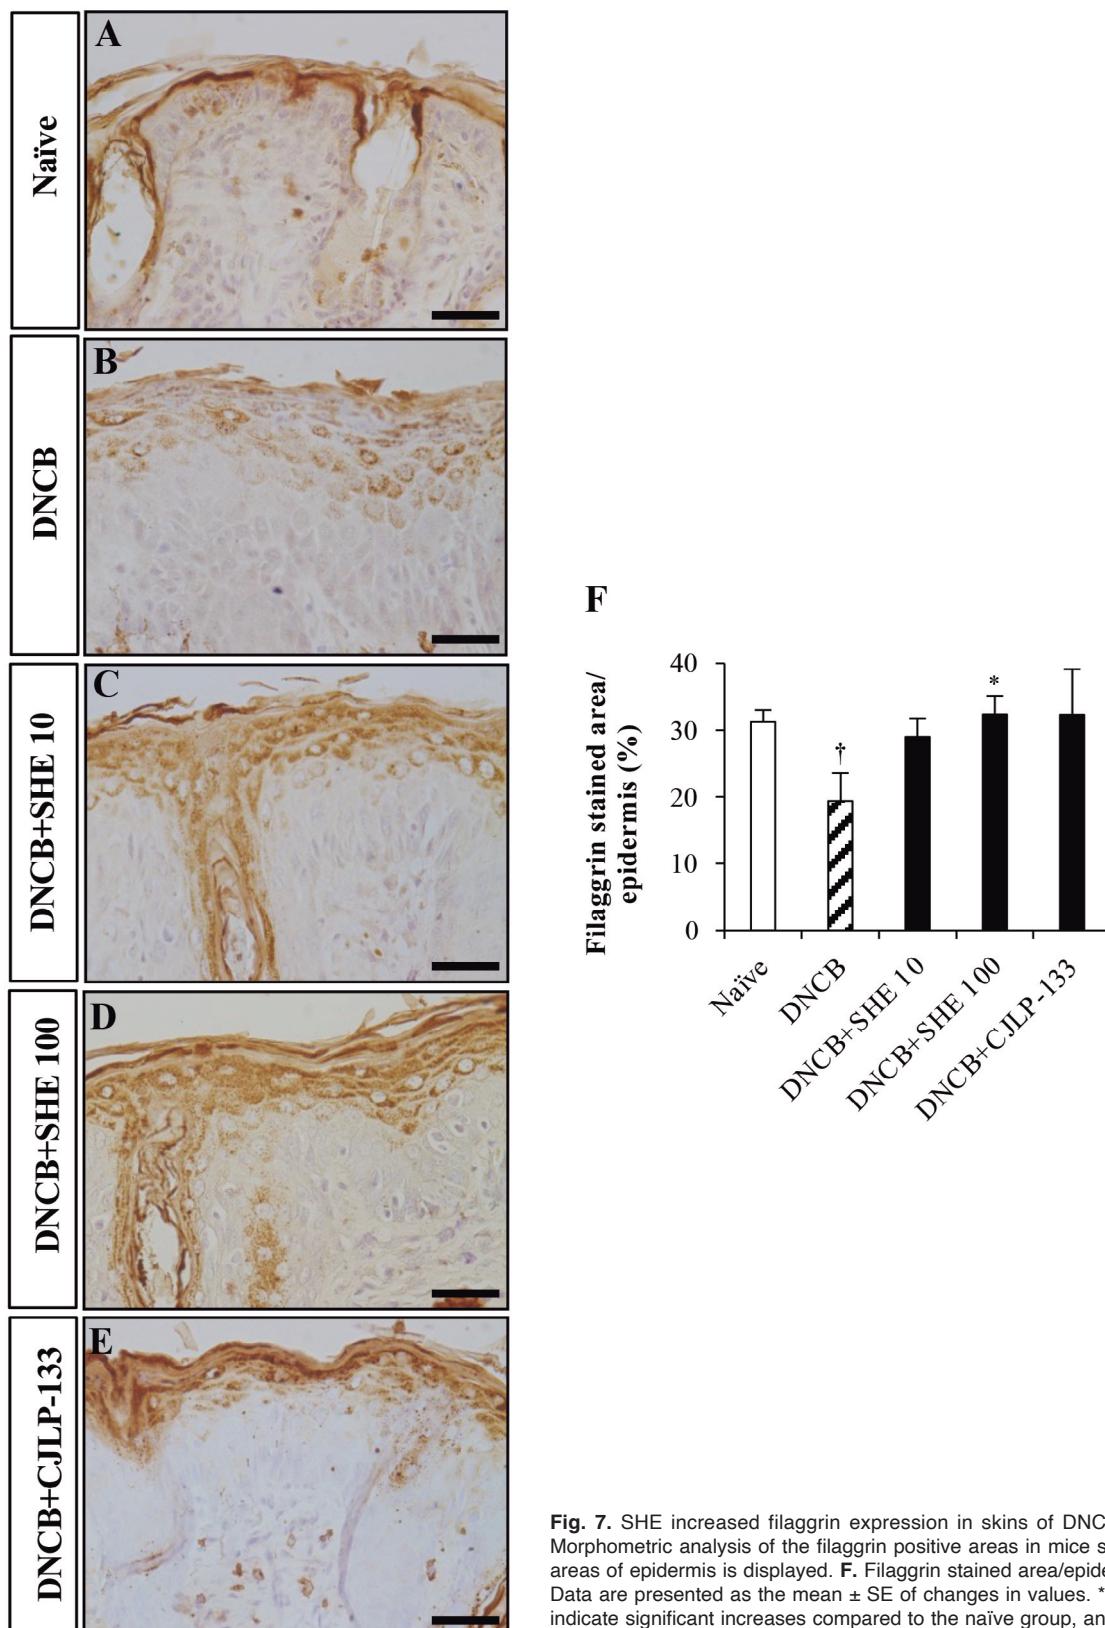 Naïve
A
DNCB
B
DNCB+SHE 10
C
DNCB+SHE 100
D
DNCB+CJLP-133
E
F
Filaggrin stained area/
epidermis (%)
40
30
20
10
0
†
*
Naïve
DNCB
DNCB+SHE 10
DNCB+SHE 100
DNCB+CJLP-133
Fig. 7. SHE increased filaggrin expression in skins of DNC
Morphometric analysis of the filaggrin positive areas in mice s
areas of epidermis is displayed. F. Filaggrin stained area/epide
Data are presented as the mean ± SE of changes in values. *
indicate significant increases compared to the naïve group, an